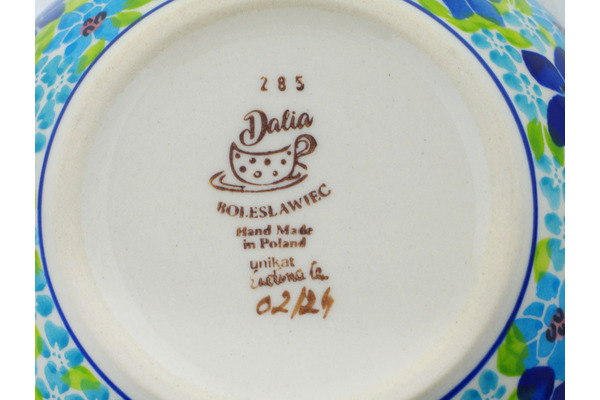 285
Dalia
BOLESŁAWIEC
Hand Made
in Poland
unikat
02/24